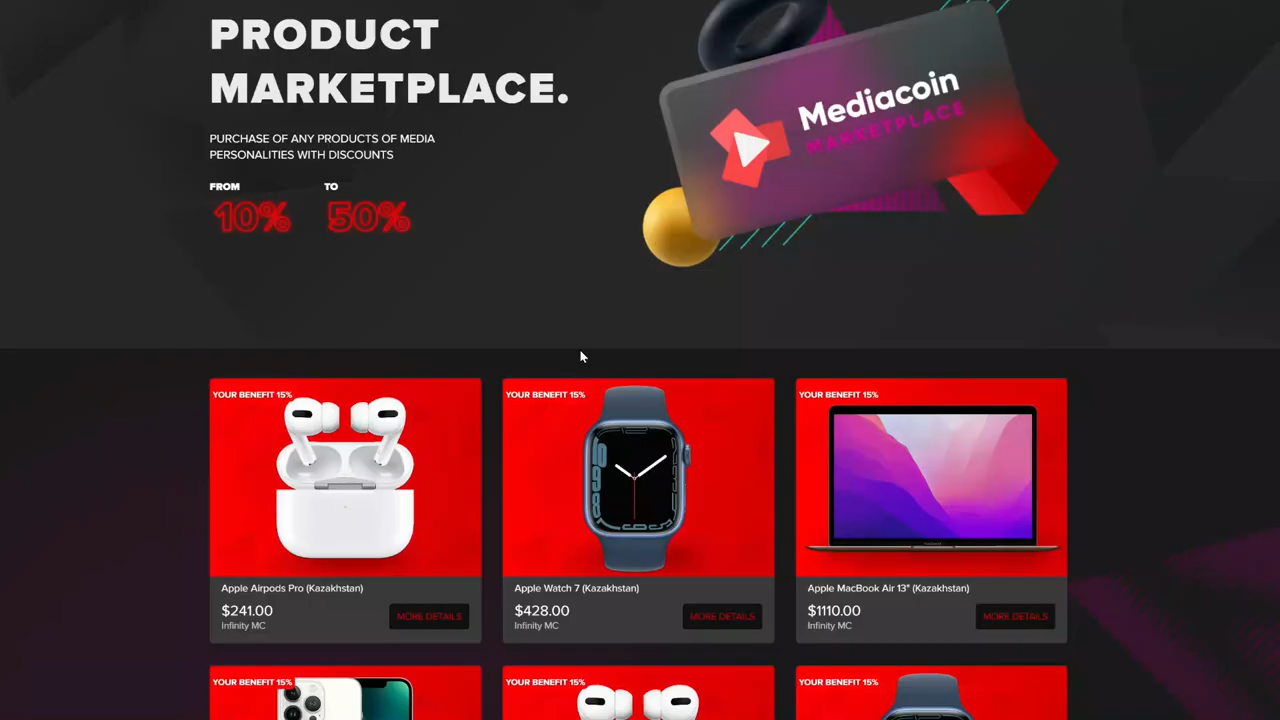 PRODUCT
MARKETPLACE.
PURCHASE OF ANY PRODUCTS OF MEDIA
PERSONALITIES WITH DISCOUNTS
FROM TO
10% 50%
Mediacoin
MARKETPLACE
YOUR BENEFIT 15%
YOUR BENEFIT 15%
YOUR BENEFIT 15%
Apple Airpods Pro (Kazakhstan)
$241.00
Infinity MC
MORE DETAILS
Apple Watch 7 (Kazakhstan)
$428.00
Infinity MC
MORE DETAILS
Apple MacBook Air 13" (Kazakhstan)
$1110.00
Infinity MC
MORE DETAILS
YOUR BENEFIT 15%
YOUR BENEFIT 15%
YOUR BENEFIT 15%